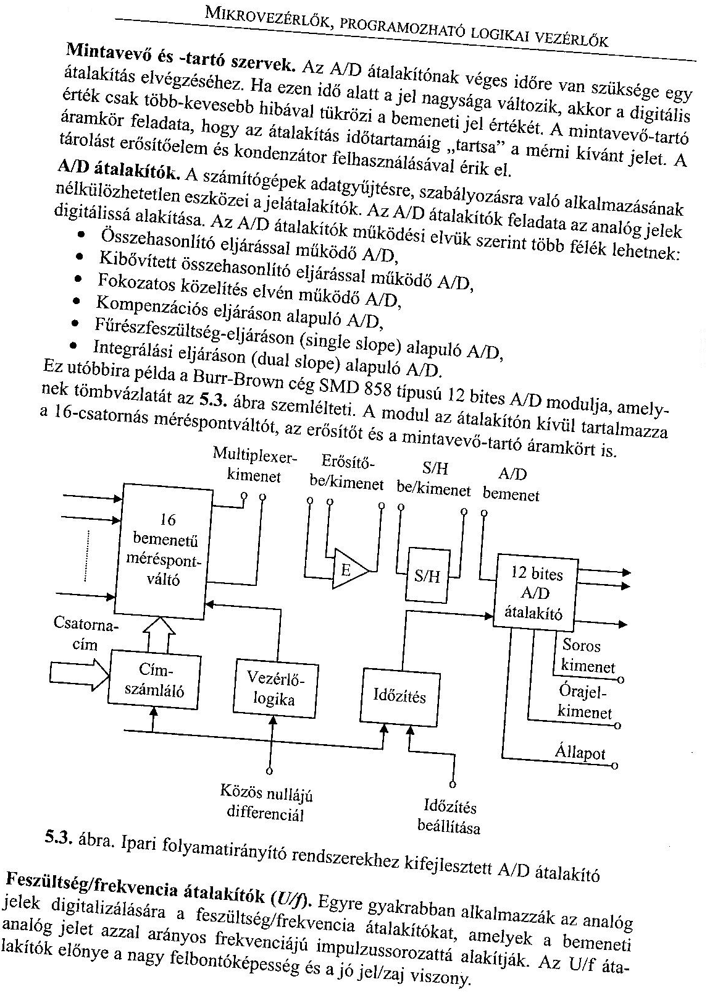 MIKROVEZÉRLŐK, PROGRAMOZHATÓ LOGIKAI VEZÉRLŐK
Mintavevő és -tartó szervek. Az A/D átalakítónak véges időre van szüksége egy
átalakítás elvégzéséhez. Ha ezen idő alatt a jel nagysága változik, akkor a digitális
érték csak több-kevesebb hibával tükrözi a bemeneti jel értékét. A mintavevő-tartó
áramkör feladata, hogy az átalakítás időtartamáig „tartsa” a mérni kívánt jelet. A
tárolást erősítőelem és kondenzátor felhasználásával érik el.
A/D átalakítók. A számítógépek adatgyűjtésre, szabályozásra való alkalmazásának
nélkülözhetetlen eszközei a jelátalakítók. Az A/D átalakítók feladata az analóg jelek
digitálissá alakítása. Az A/D átalakítók működési elvük szerint több félék lehetnek:
• Összehasonlító eljárással működő A/D,
• Kibővített összehasonlító eljárással működő A/D,
• Fokozatos közelítés elvén működő A/D,
• Kompenzációs eljáráson alapuló A/D,
• Fűrészfeszültség-eljáráson (single slope) alapuló A/D,
• Integrálási eljáráson (dual slope) alapuló A/D.
Ez utóbbira példa a Burr-Brown cég SMD 858 típusú 12 bites A/D modulja, amely-
nek tömbvázlatát az 5.3. ábra szemlélteti. A modul az átalakítón kívül tartalmazza
a 16-csatornás méréspontváltót, az erősítőt és a mintavevő-tartó áramkört is.
Multiplexer-
kimenet
Erősítő-
be/kimenet
S/H
be/kimenet
A/D
bemenet
16
bemenetű
méréspont-
váltó
E
S/H
12 bites
A/D
átalakító
Csatorna-
cím
Cím-
számláló
Vezérlő-
logika
Időzítés
Soros
kimenet
Órajel-
kimenet
Állapot
Közös nullájú
differenciál
Időzítés
beállítása
5.3. ábra. Ipari folyamatirányító rendszerekhez kifejlesztett A/D átalakító
Feszültség/frekvencia átalakítók (U/f). Egyre gyakrabban alkalmazzák az analóg
jelek digitalizálására a feszültség/frekvencia átalakítókat, amelyek a bemeneti
analóg jelet azzal arányos frekvenciájú impulzussorozattá alakítják. Az U/f áta-
lakítók előnye a nagy felbontóképesség és a jó jel/zaj viszony.